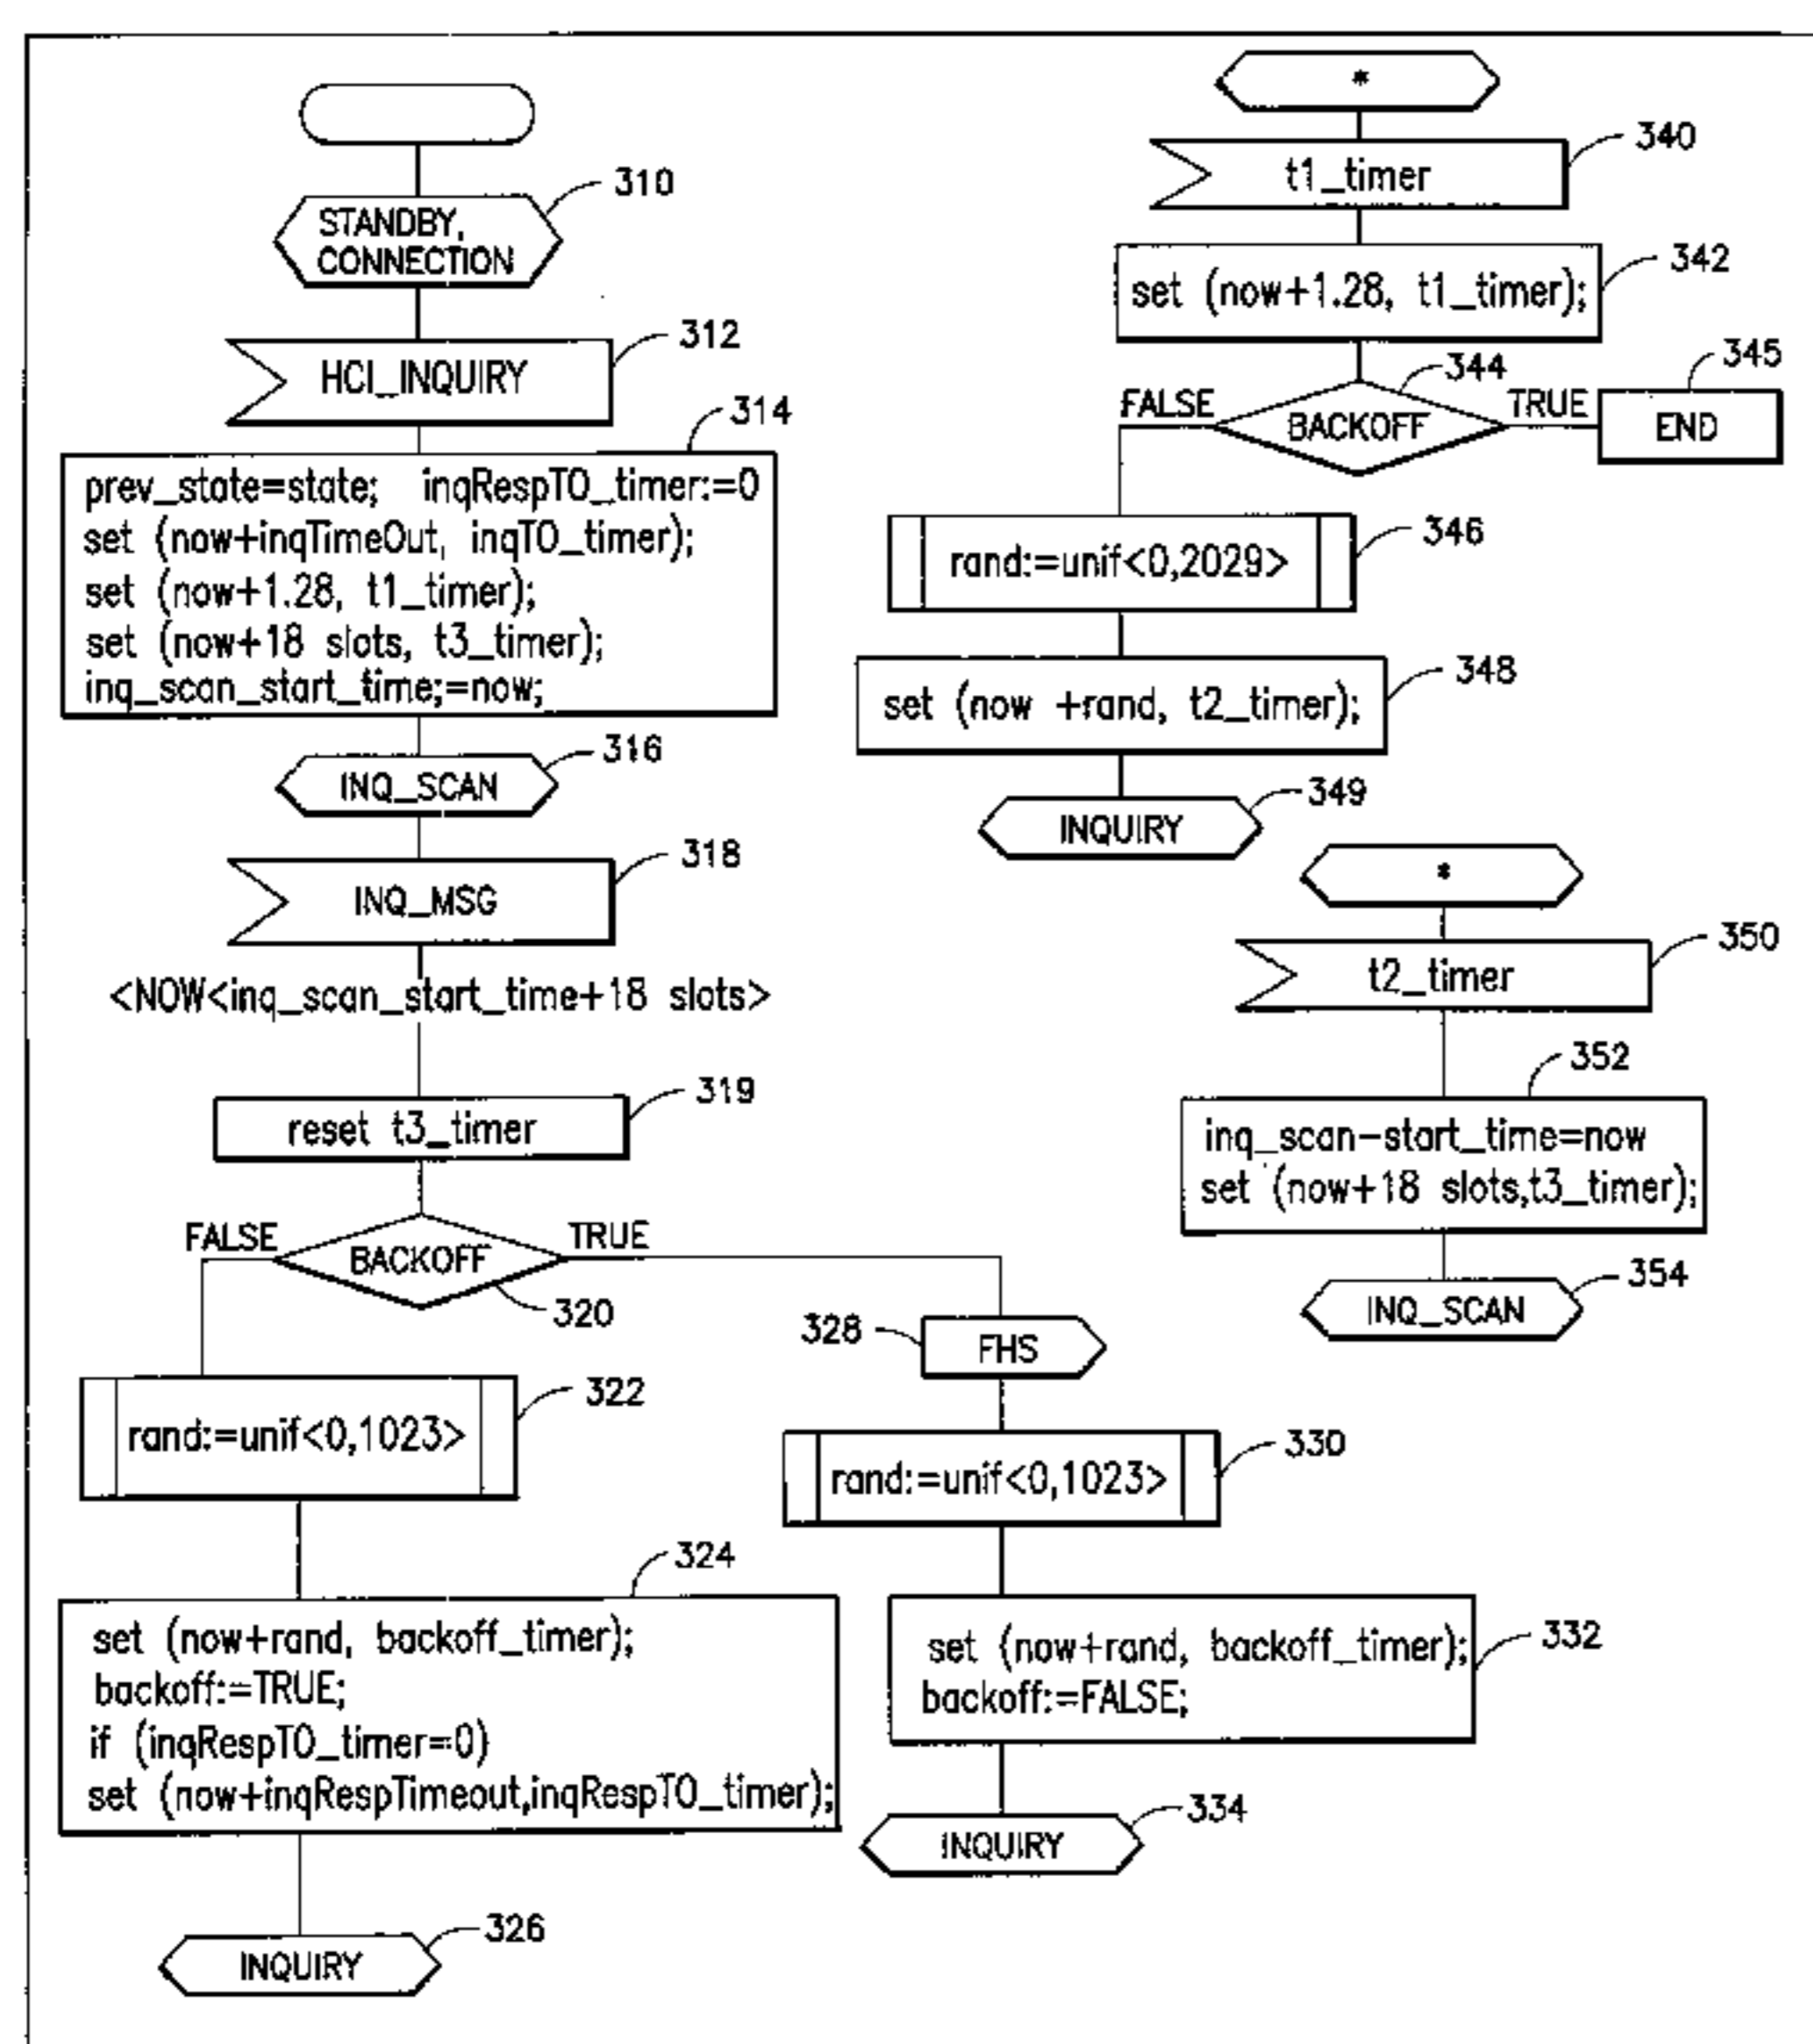 310
STANDBY,
CONNECTION
312
HCI_INQUIRY
314
prev_state=state; inqRespTO_timer:=0
set (now+inqTimeOut, inqTO_timer);
set (now+1.28, t1_timer);
set (now+18 slots, t3_timer);
inq_scan_start_time;=now;
316
INQ_SCAN
318
INQ_MSG
<NOW<inq_scan_start_time+18 slots>
319
reset t3_timer
FALSE
BACKOFF
TRUE
320
322
rand:=unif<0,1023>
324
set (now+rand, backoff_timer);
backoff:=TRUE;
if (inqRespTO_timer=0)
set (now+inqRespTimeout,inqRespTO_timer);
326
INQUIRY
328
FHS
330
rand:=unif<0,1023>
332
set (now+rand, backoff_timer);
backoff:=FALSE;
334
INQUIRY
*
340
t1_timer
342
set (now+1.28, t1_timer);
344
FALSE
BACKOFF
TRUE
345
END
346
rand:=unif<0,2029>
348
set (now +rand, t2_timer);
349
INQUIRY
*
350
t2_timer
352
inq_scan-start_time=now
set (now+18 slots,t3_timer);
354
INQ_SCAN